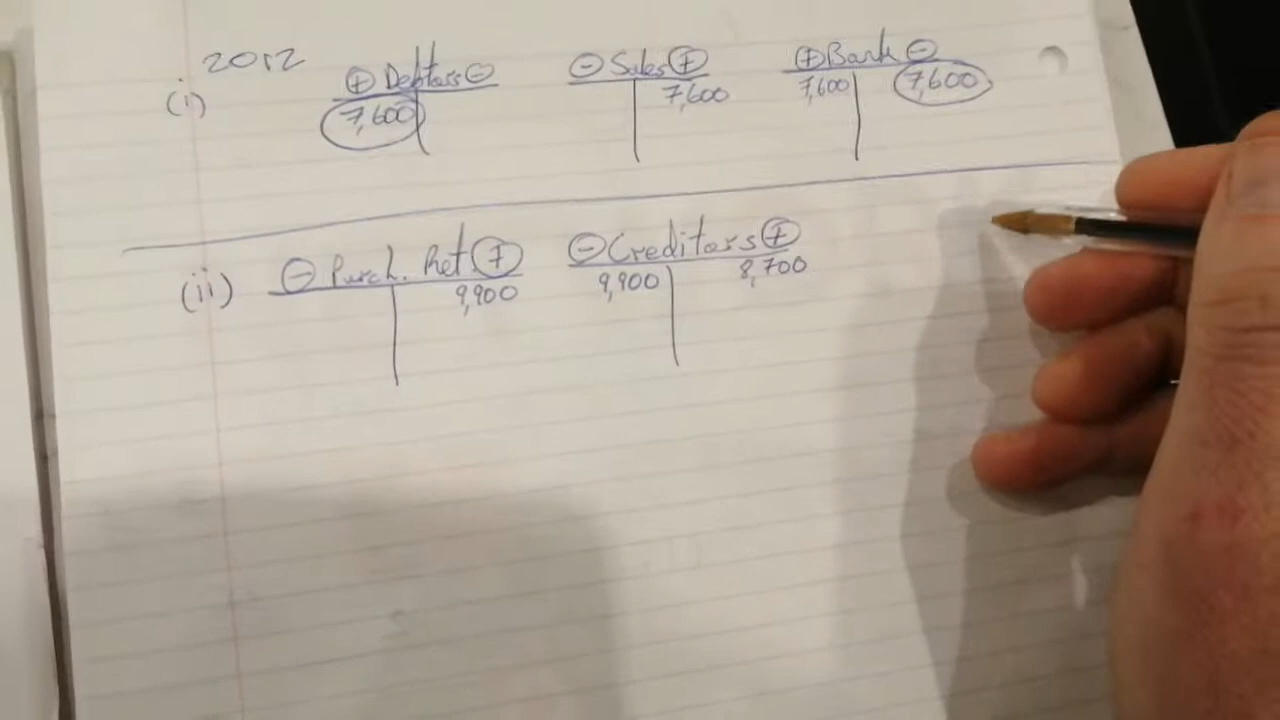 2012
(i) + Debtors - - Sales + + Bank -
7,600 7,600 7,600 7,600
(ii) - Purch. Ret + - Creditors +
9,900 9,900 8,700